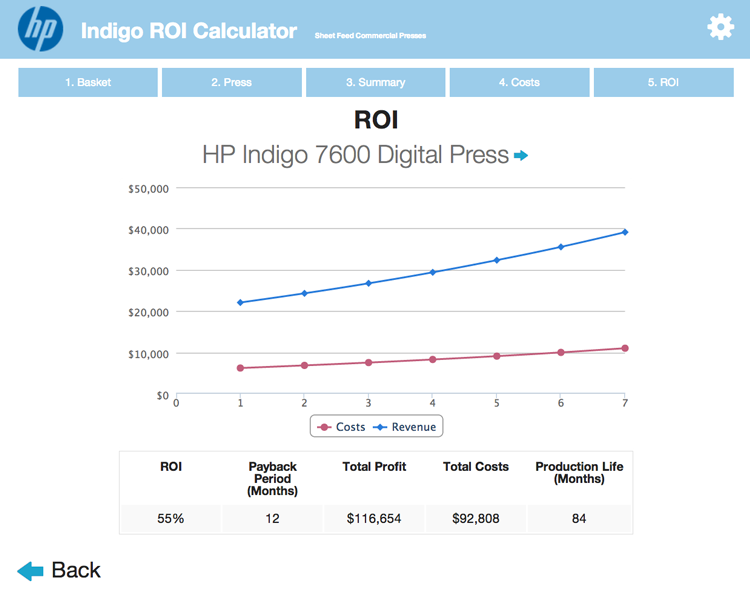 hp
Indigo ROI Calculator
Sheet Feed Commercial Presses
1. Basket
2. Press
3. Summary
4. Costs
5. ROI
ROI
HP Indigo 7600 Digital Press
$50,000
$40,000
$30,000
$20,000
$10,000
$0
0 1 2 3 4 5 6 7
Costs Revenue
ROI
Payback
Period
(Months)
Total Profit
Total Costs
Production Life
(Months)
55% 12 $116,654 $92,808 84
Back